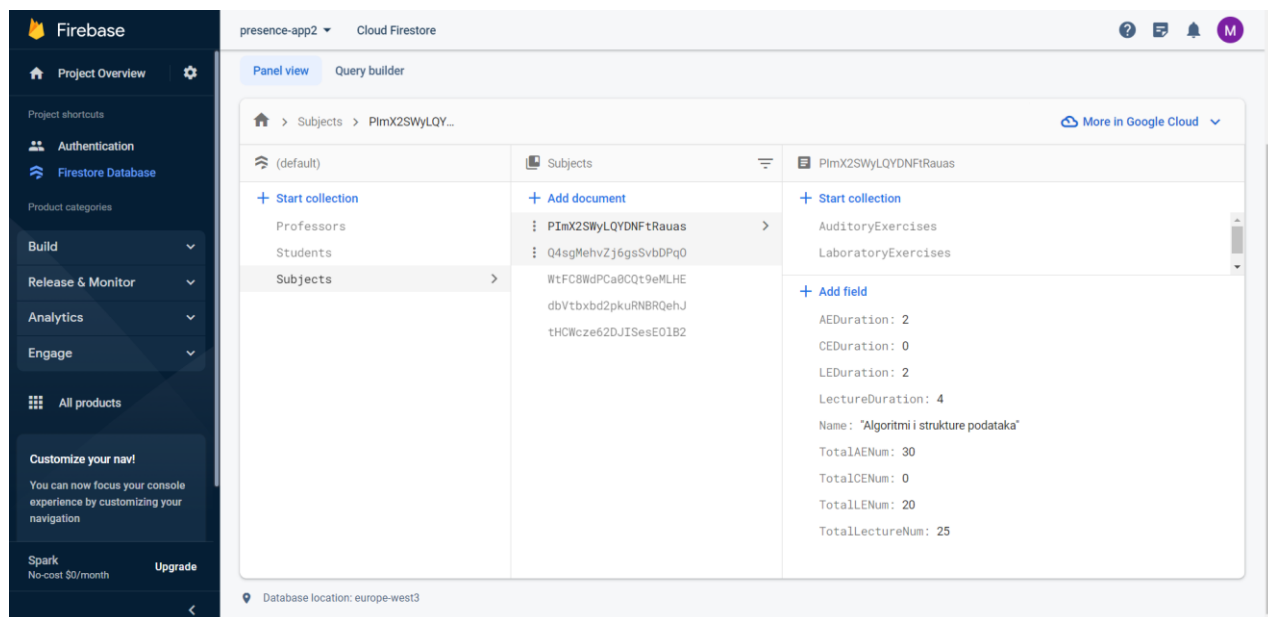 Firebase
presence-app2 Cloud Firestore
M
Project Overview
Project shortcuts
Authentication
Firestore Database
Product categories
Build
Release & Monitor
Analytics
Engage
All products
Customize your nav!
You can now focus your console
experience by customizing your
navigation
Spark
No-cost $0/month
Upgrade
Panel view Query builder
Subjects > PImX2SWyLQY...
More in Google Cloud
(default)
Start collection
Professors
Students
Subjects
Subjects
Add document
PImX2SWyLQYDNFtRauas
Q4sgMehvZj6gsSvbDPqO
WtFC8WdPCa0CQt9eMLHE
dbVtbxbd2pkuRNBRQehJ
tHCWcze62DJISesEOlB2
PImX2SWyLQYDNFtRauas
Start collection
AuditoryExercises
LaboratoryExercises
Add field
AEDuration: 2
CEDuration: 0
LEDuration: 2
LectureDuration: 4
Name: "Algoritmi i strukture podataka"
TotalAENum: 30
TotalCENum: 0
TotalLENum: 20
TotalLectureNum: 25
Database location: europe-west3